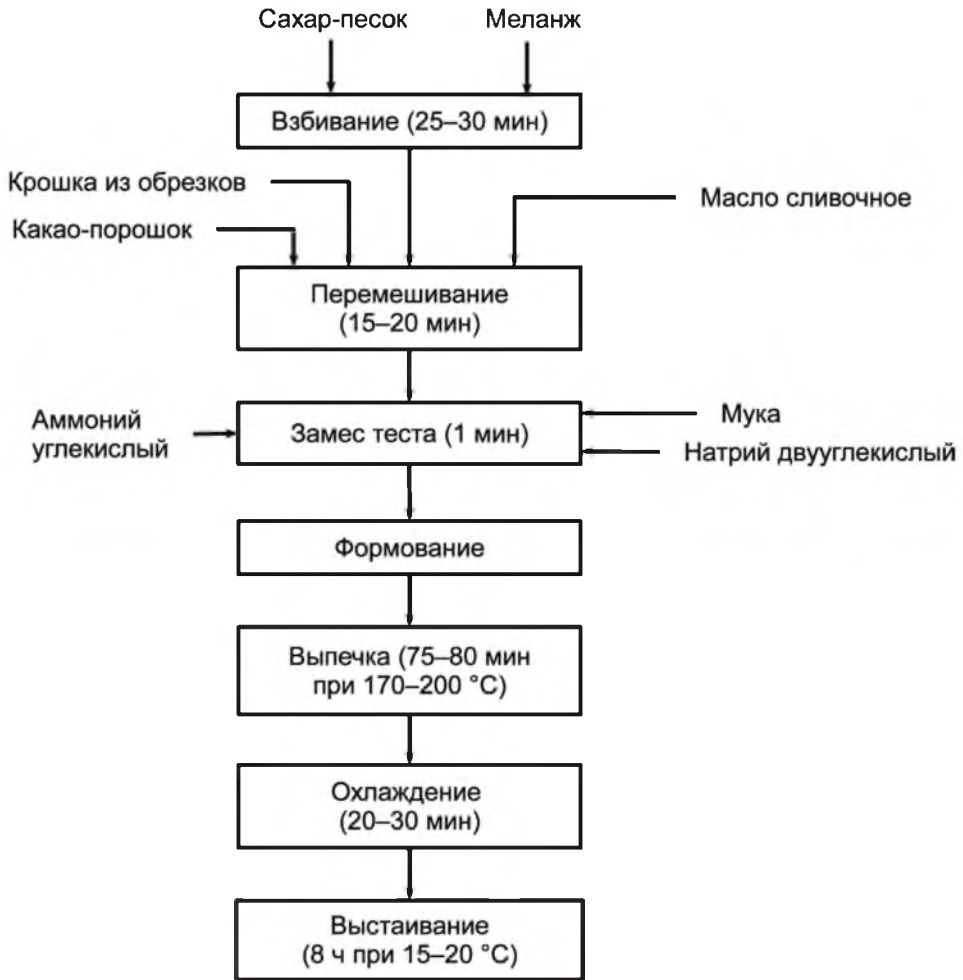 Сахар-песок
Меланж
Взбивание (25–30 мин)
Крошка из обрезков
Масло сливочное
Какао-порошок
Перемешивание
(15–20 мин)
Аммоний
углекислый
Замес теста (1 мин)
Мука
Натрий двууглекислый
Формование
Выпечка (75–80 мин
при 170–200 °С)
Охлаждение
(20–30 мин)
Выстаивание
(8 ч при 15–20 °С)